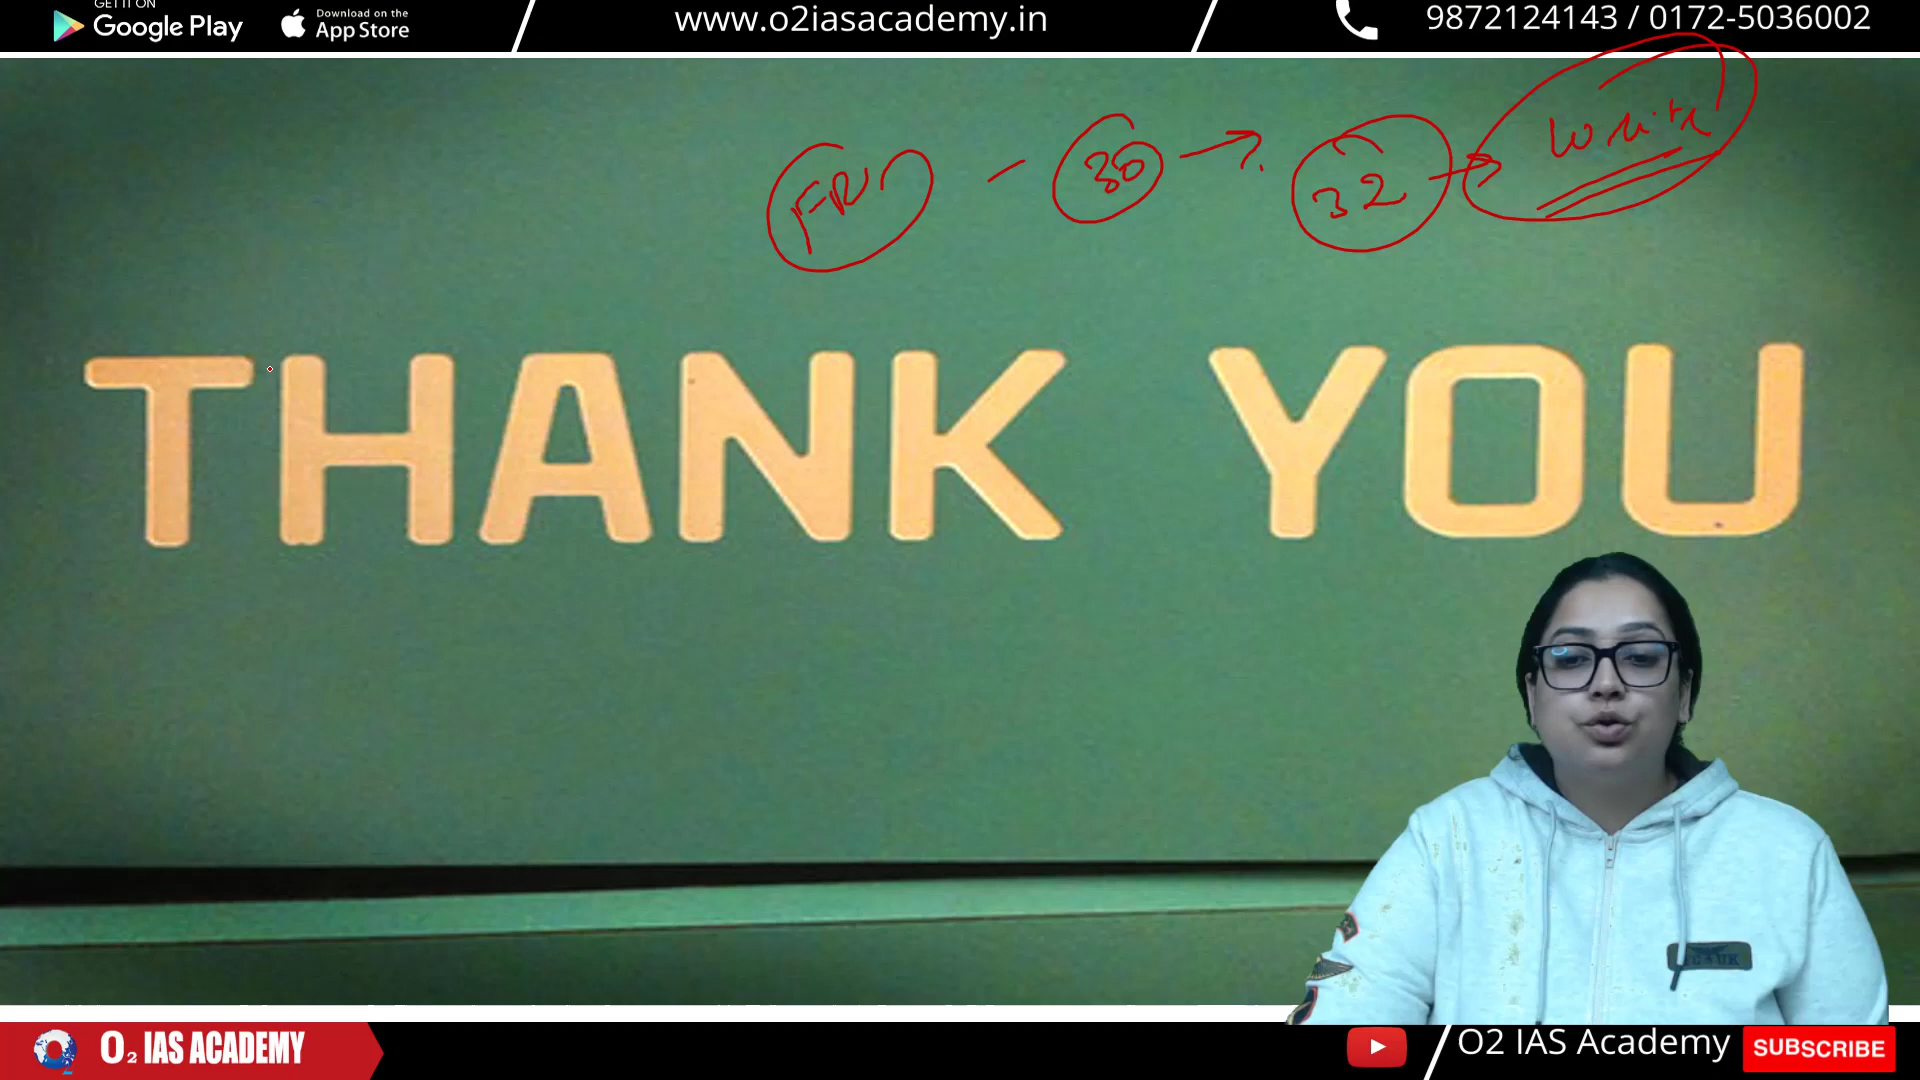 GET IT ON
Google Play
Download on the
App Store
www.o2iasacademy.in
9872124143 / 0172-5036002
30
32
Write
THANK YOU
O2 IAS ACADEMY
O2 IAS Academy
SUBSCRIBE